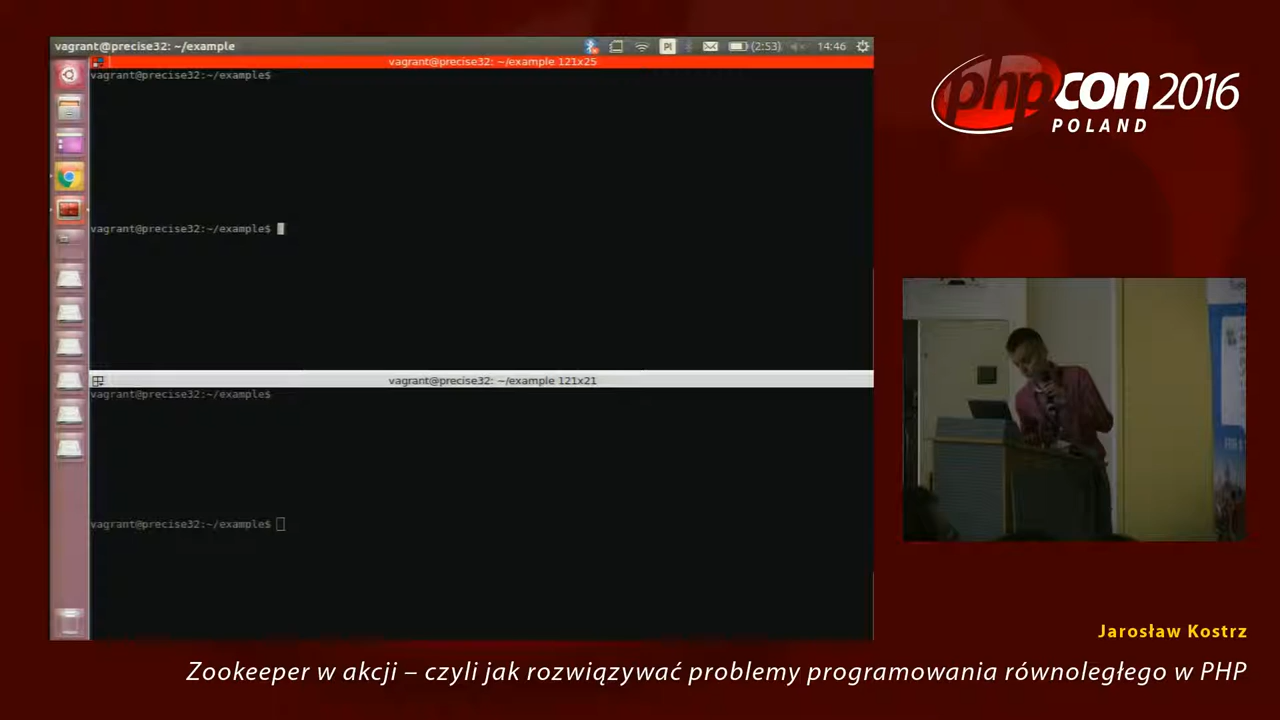 vagrant@precise32: ~/example
Pl
(2:53)
14:46
vagrant@precise32: ~/example 121x25
vagrant@precise32:~/example$
vagrant@precise32:~/example$
vagrant@precise32: ~/example 121x21
vagrant@precise32:~/example$
vagrant@precise32:~/example$
phpcon 2016
POLAND
Jarosław Kostrz
Zookeeper w akcji – czyli jak rozwiązywać problemy programowania równoległego w PHP